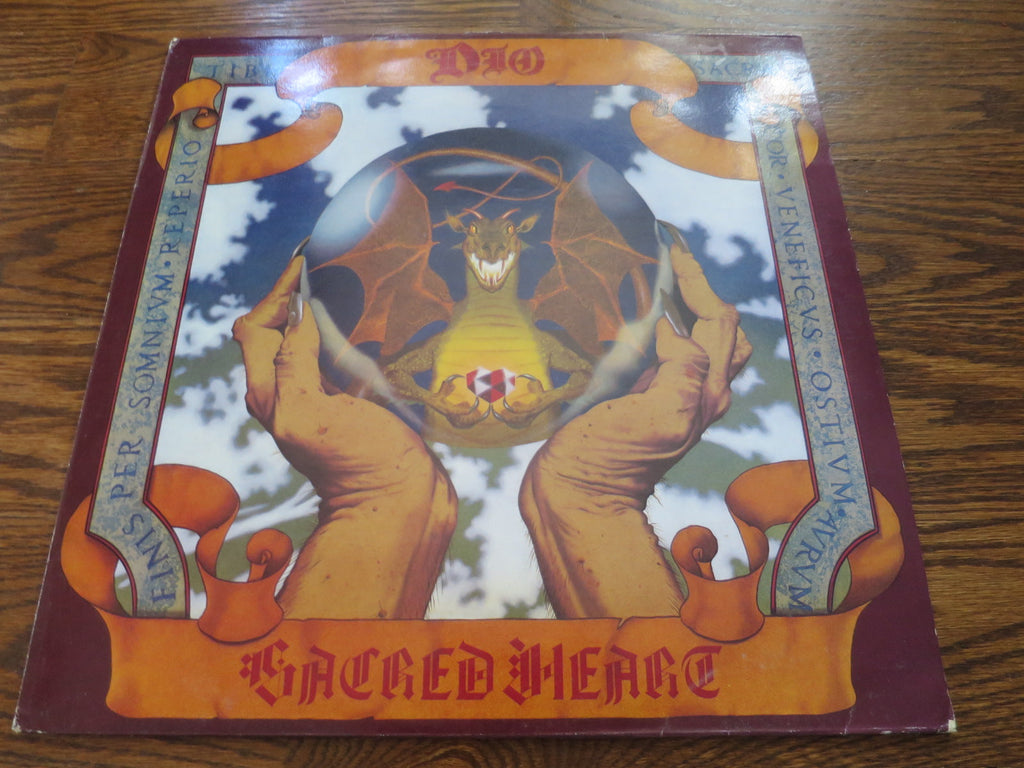 DIO
FINIS PER SOMNIVM · REPERIO
VENEFICVS · OSTIVM · AVRVM
SACRED HEART